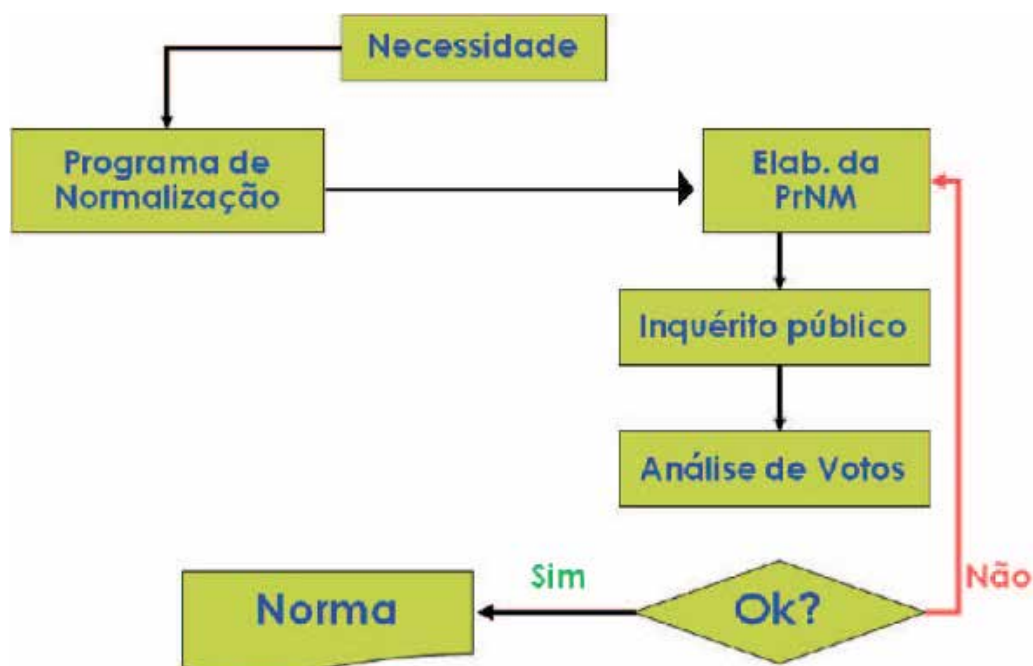 Necessidade
Programa de
Normalização
Elab. da
PrNM
Inquérito público
Análise de Votos
Sim
Não
Norma
Ok?